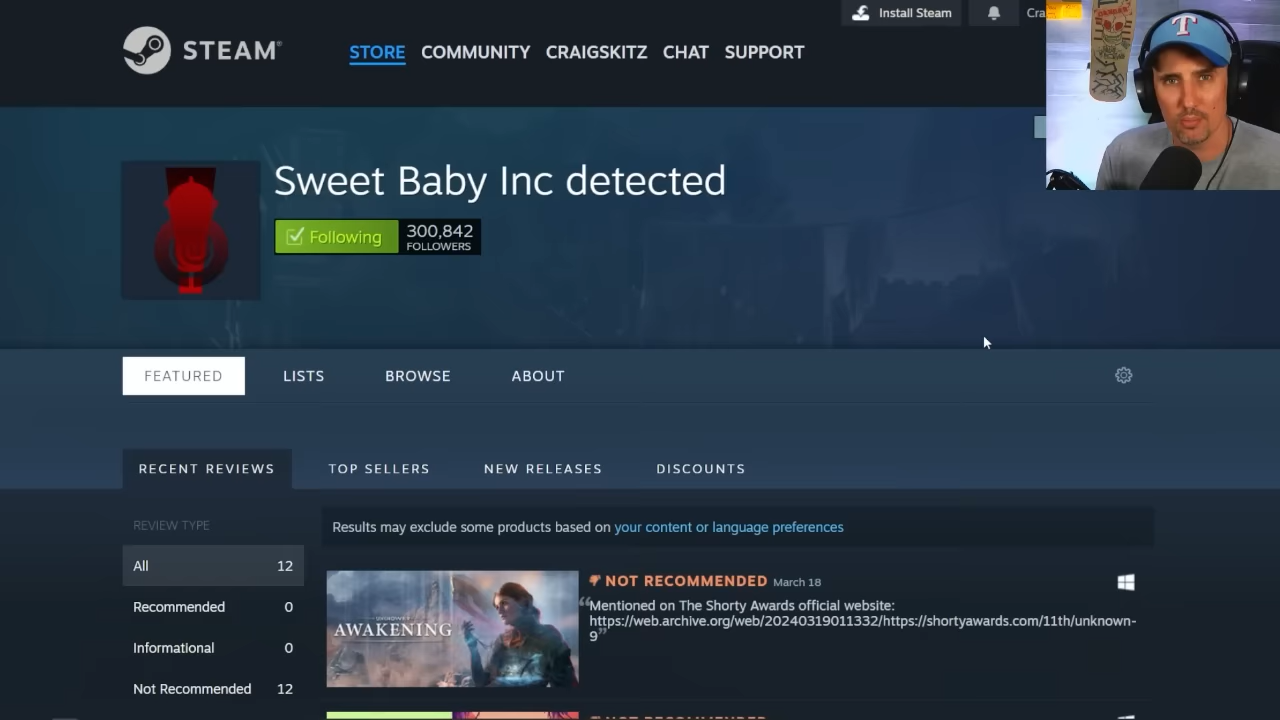 Install Steam
Cra
STEAM®
STORE COMMUNITY CRAIGSKITZ CHAT SUPPORT
T
Sweet Baby Inc detected
Following 300,842
FOLLOWERS
FEATURED LISTS BROWSE ABOUT
RECENT REVIEWS TOP SELLERS NEW RELEASES DISCOUNTS
REVIEW TYPE
Results may exclude some products based on your content or language preferences
All 12
Recommended 0
Informational 0
Not Recommended 12
AWAKENING
NOT RECOMMENDED March 18
“Mentioned on The Shorty Awards official website:
https://web.archive.org/web/20240319011332/https://shortyawards.com/11th/unknown-
9”